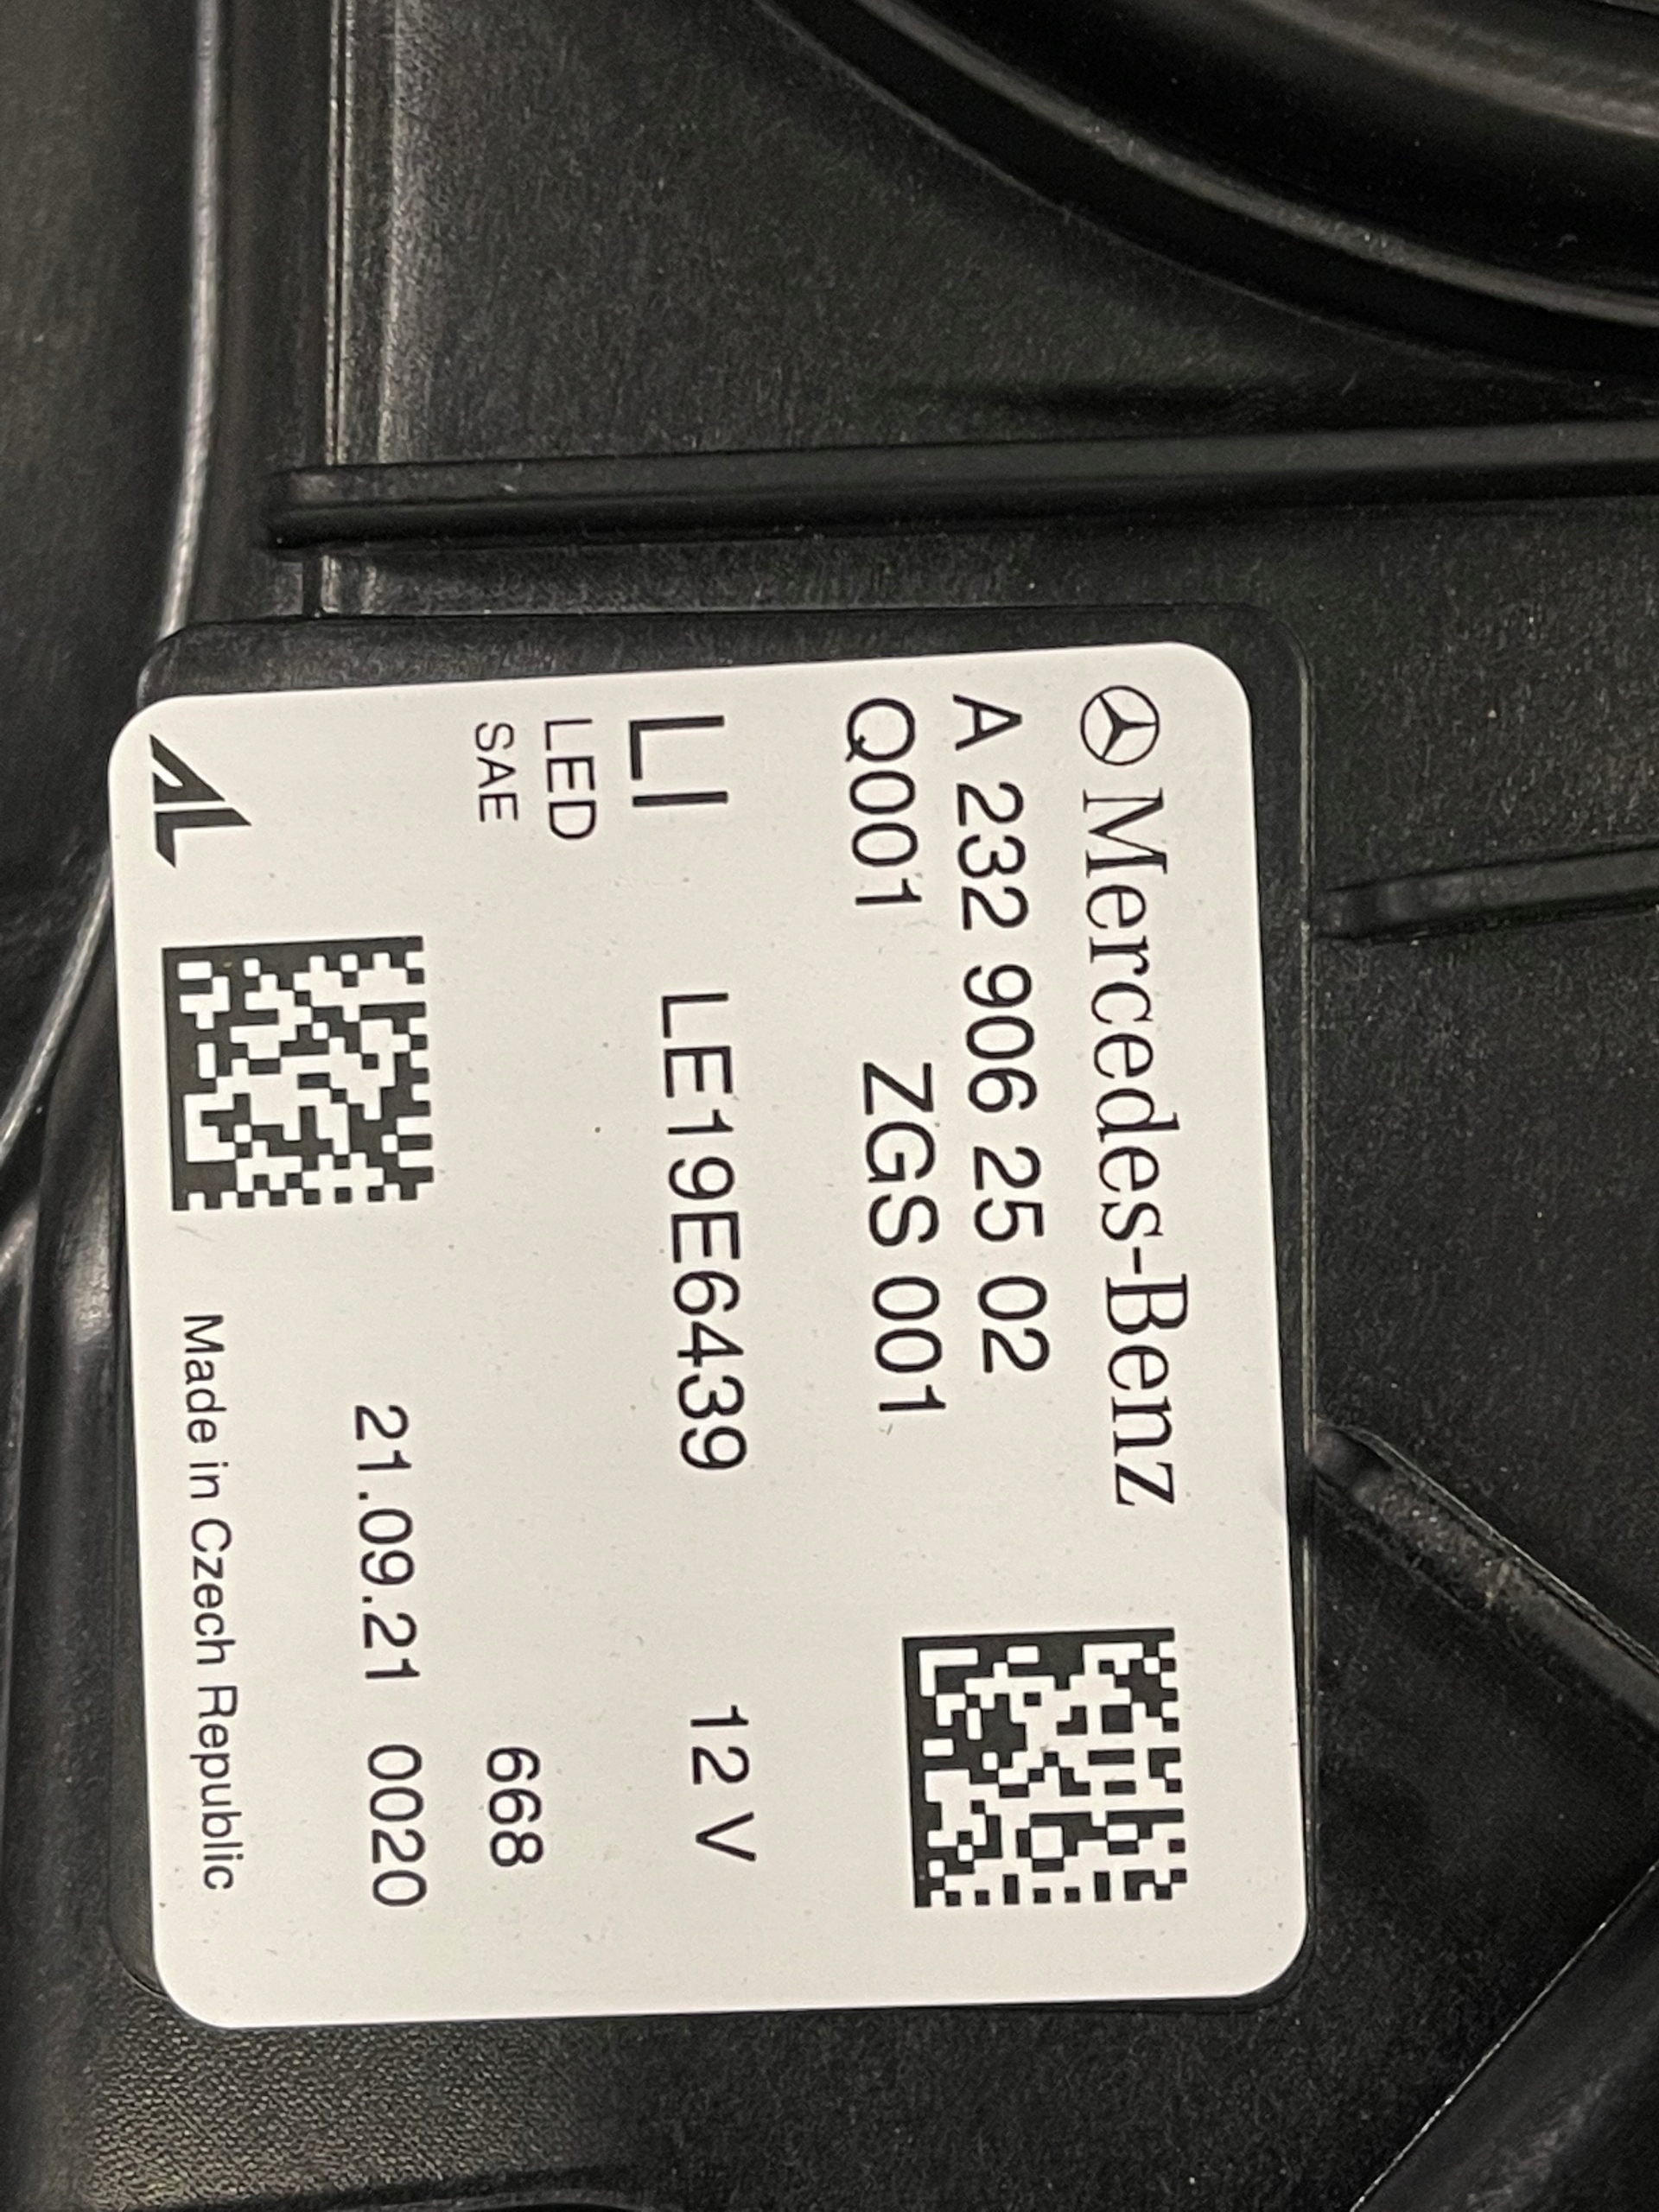 Mercedes-Benz
A 232 906 25 02
Q001 ZGS 001
LI LE19E6439 12 V
LED
SAE 668
21.09.21 0020
AL Made in Czech Republic